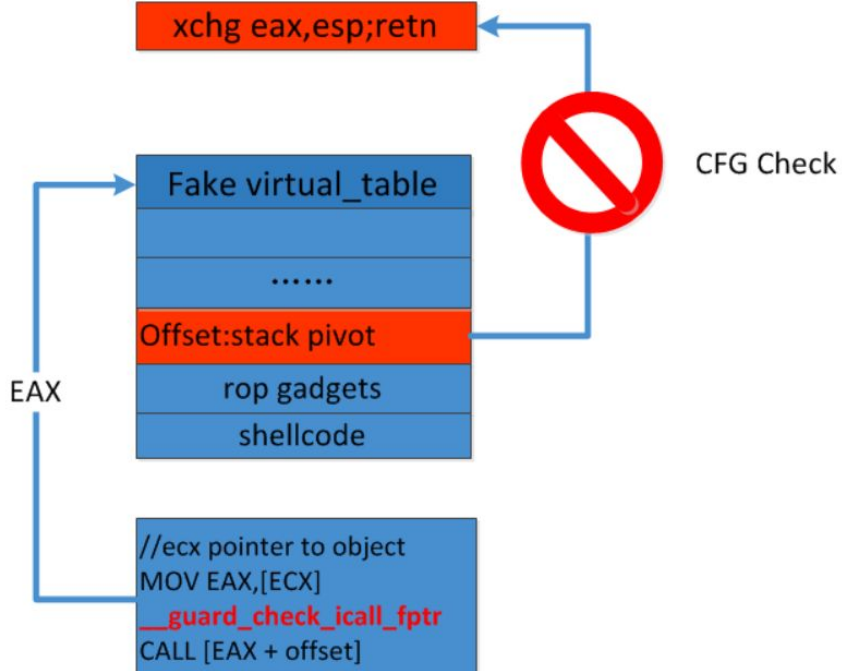 xchg eax,esp;retn
CFG Check
Fake virtual_table
......
Offset:stack pivot
rop gadgets
shellcode
EAX
//ecx pointer to object
MOV EAX,[ECX]
__guard_check_icall_fptr
CALL [EAX + offset]